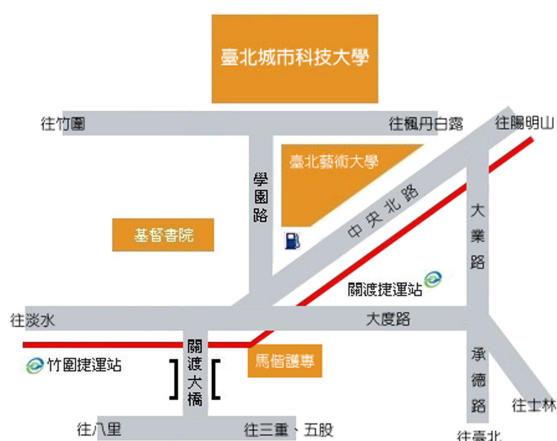 臺北城市科技大學
往竹圍
往楓丹白露
往陽明山
臺北藝術大學
學園路
中央北路
大業路
基督書院
關渡捷運站
往淡水
大度路
關渡大橋
竹圍捷運站
馬偕護專
承德路
往士林
往八里
往三重、五股
往臺北